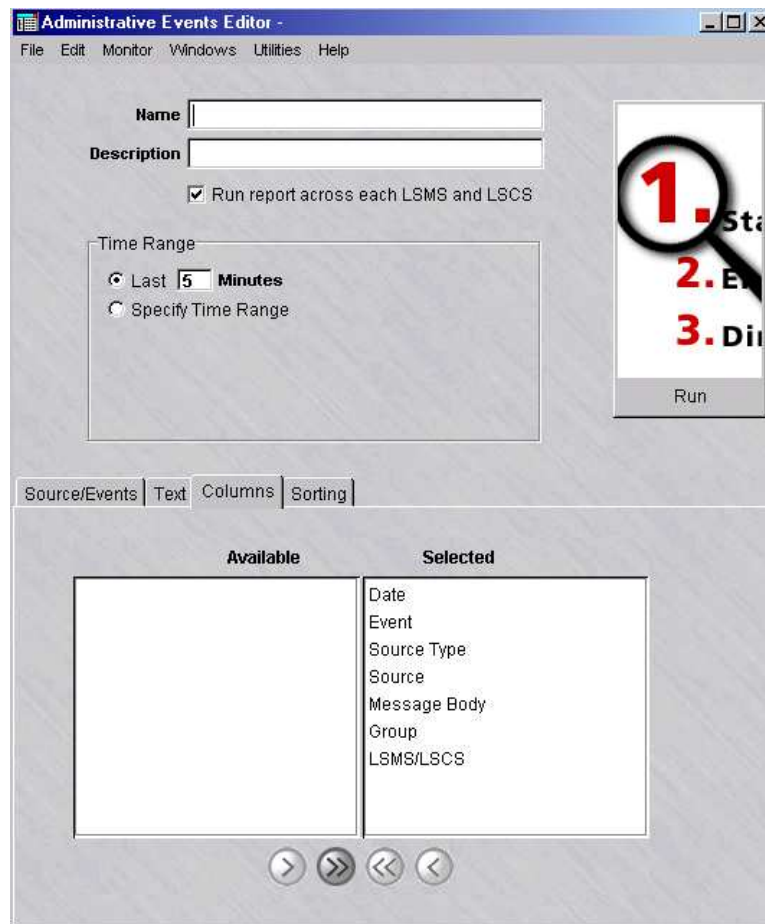 Administrative Events Editor -
File Edit Monitor Windows Utilities Help
Name
Description
Run report across each LSMS and LSCS
Time Range
Last 5 Minutes
Specify Time Range
1. Sta
2. E
3. Di
Run
Source/Events Text Columns Sorting
Available Selected
Date
Event
Source Type
Source
Message Body
Group
LSMS/LSCS